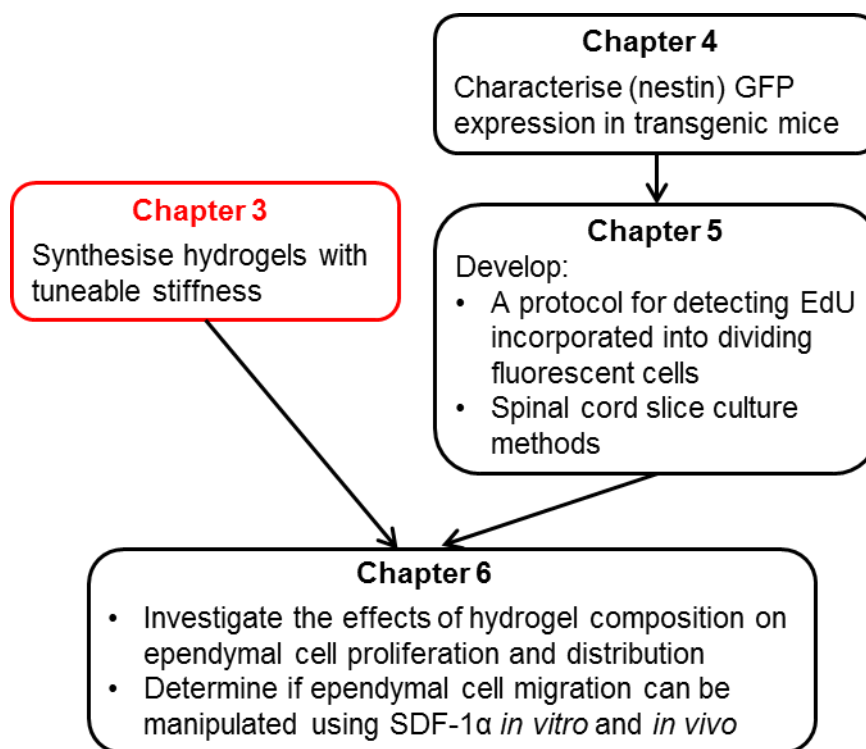 Chapter 4
Characterise (nestin) GFP
expression in transgenic mice
Chapter 3
Synthesise hydrogels with
tuneable stiffness
Chapter 5
Develop:
• A protocol for detecting EdU
incorporated into dividing
fluorescent cells
• Spinal cord slice culture
methods
Chapter 6
• Investigate the effects of hydrogel composition on
ependymal cell proliferation and distribution
• Determine if ependymal cell migration can be
manipulated using SDF-1α in vitro and in vivo